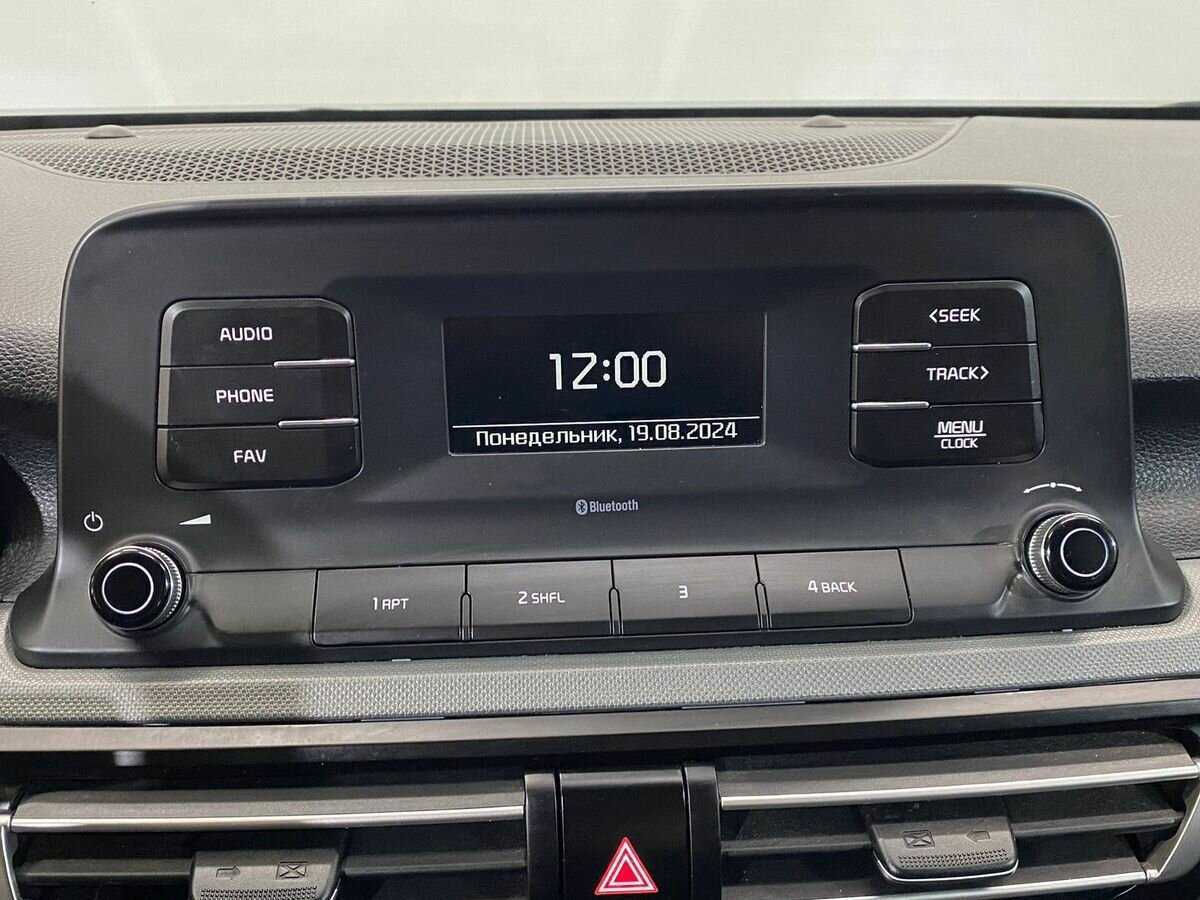 AUDIO
PHONE
FAV
12:00
Понедельник, 19.08.2024
<SEEK
TRACK>
MENU
CLOCK
Bluetooth
1 RPT
2 SHFL
3
4 BACK